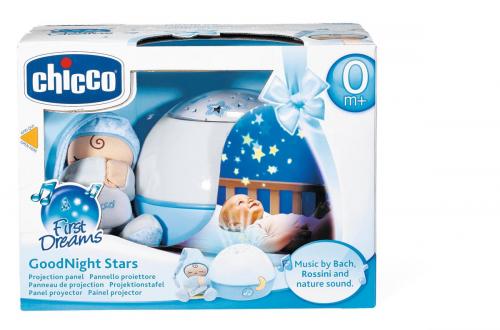 chicco
0
m+
First
Dreams
GoodNight Stars
Projection panel Pannello proiettore
Panneau de projection Projektionstafel
Panel proyector Painel projector
Music by Bach,
Rossini and
nature sound.